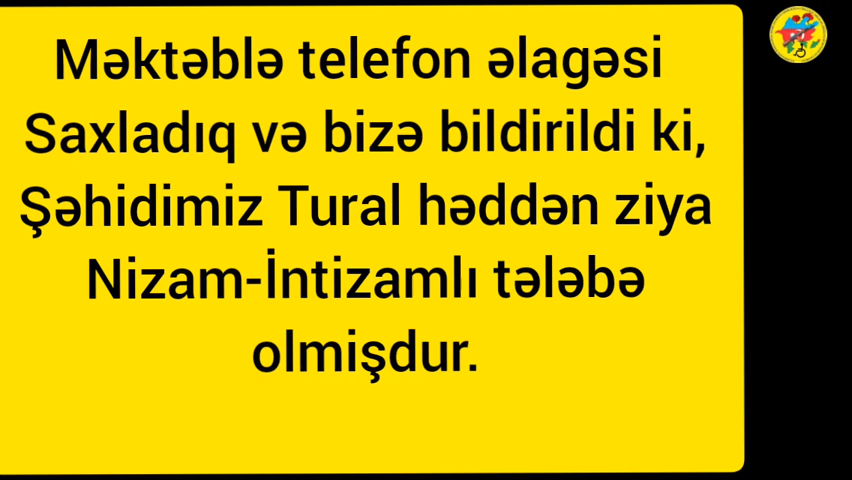 Məktəblə telefon əlagəsi
Saxladıq və bizə bildirildi ki,
Şəhidimiz Tural həddən ziya
Nizam-İntizamlı tələbə
olmişdur.